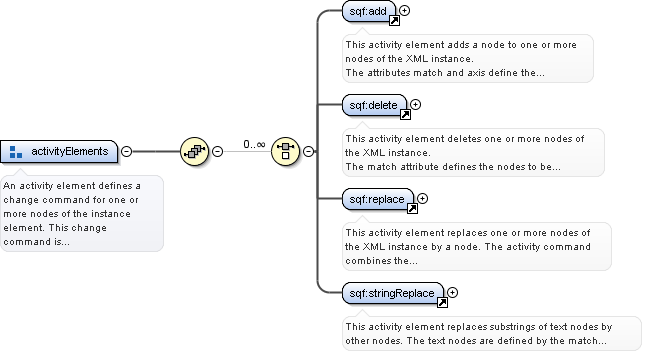 sqf:add
This activity element adds a node to one or more
nodes of the XML instance.
The attributes match and axis define the...
sqf:delete
This activity element deletes one or more nodes of
the XML instance.
The match attribute defines the nodes to be...
activityElements
0..∞
An activity element defines a
change command for one or
more nodes of the instance
element. This change
command is...
sqf:replace
This activity element replaces one or more nodes of
the XML instance by a node. The activity command
combines the...
sqf:stringReplace
This activity element replaces substrings of text nodes by
other nodes. The text nodes are defined by the match...